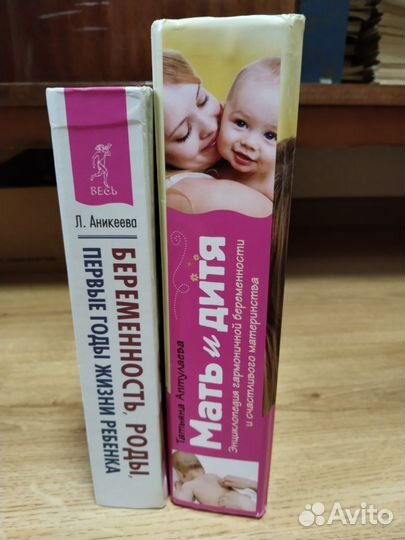 ВЕСЬ
Л. Аникеева
БЕРЕМЕННОСТЬ, РОДЫ,
ПЕРВЫЕ ГОДЫ ЖИЗНИ РЕБЕНКА
Татьяна Аптулаева
Мать и дитя
Энциклопедия гармоничной беременности
и счастливого материнства
Avito